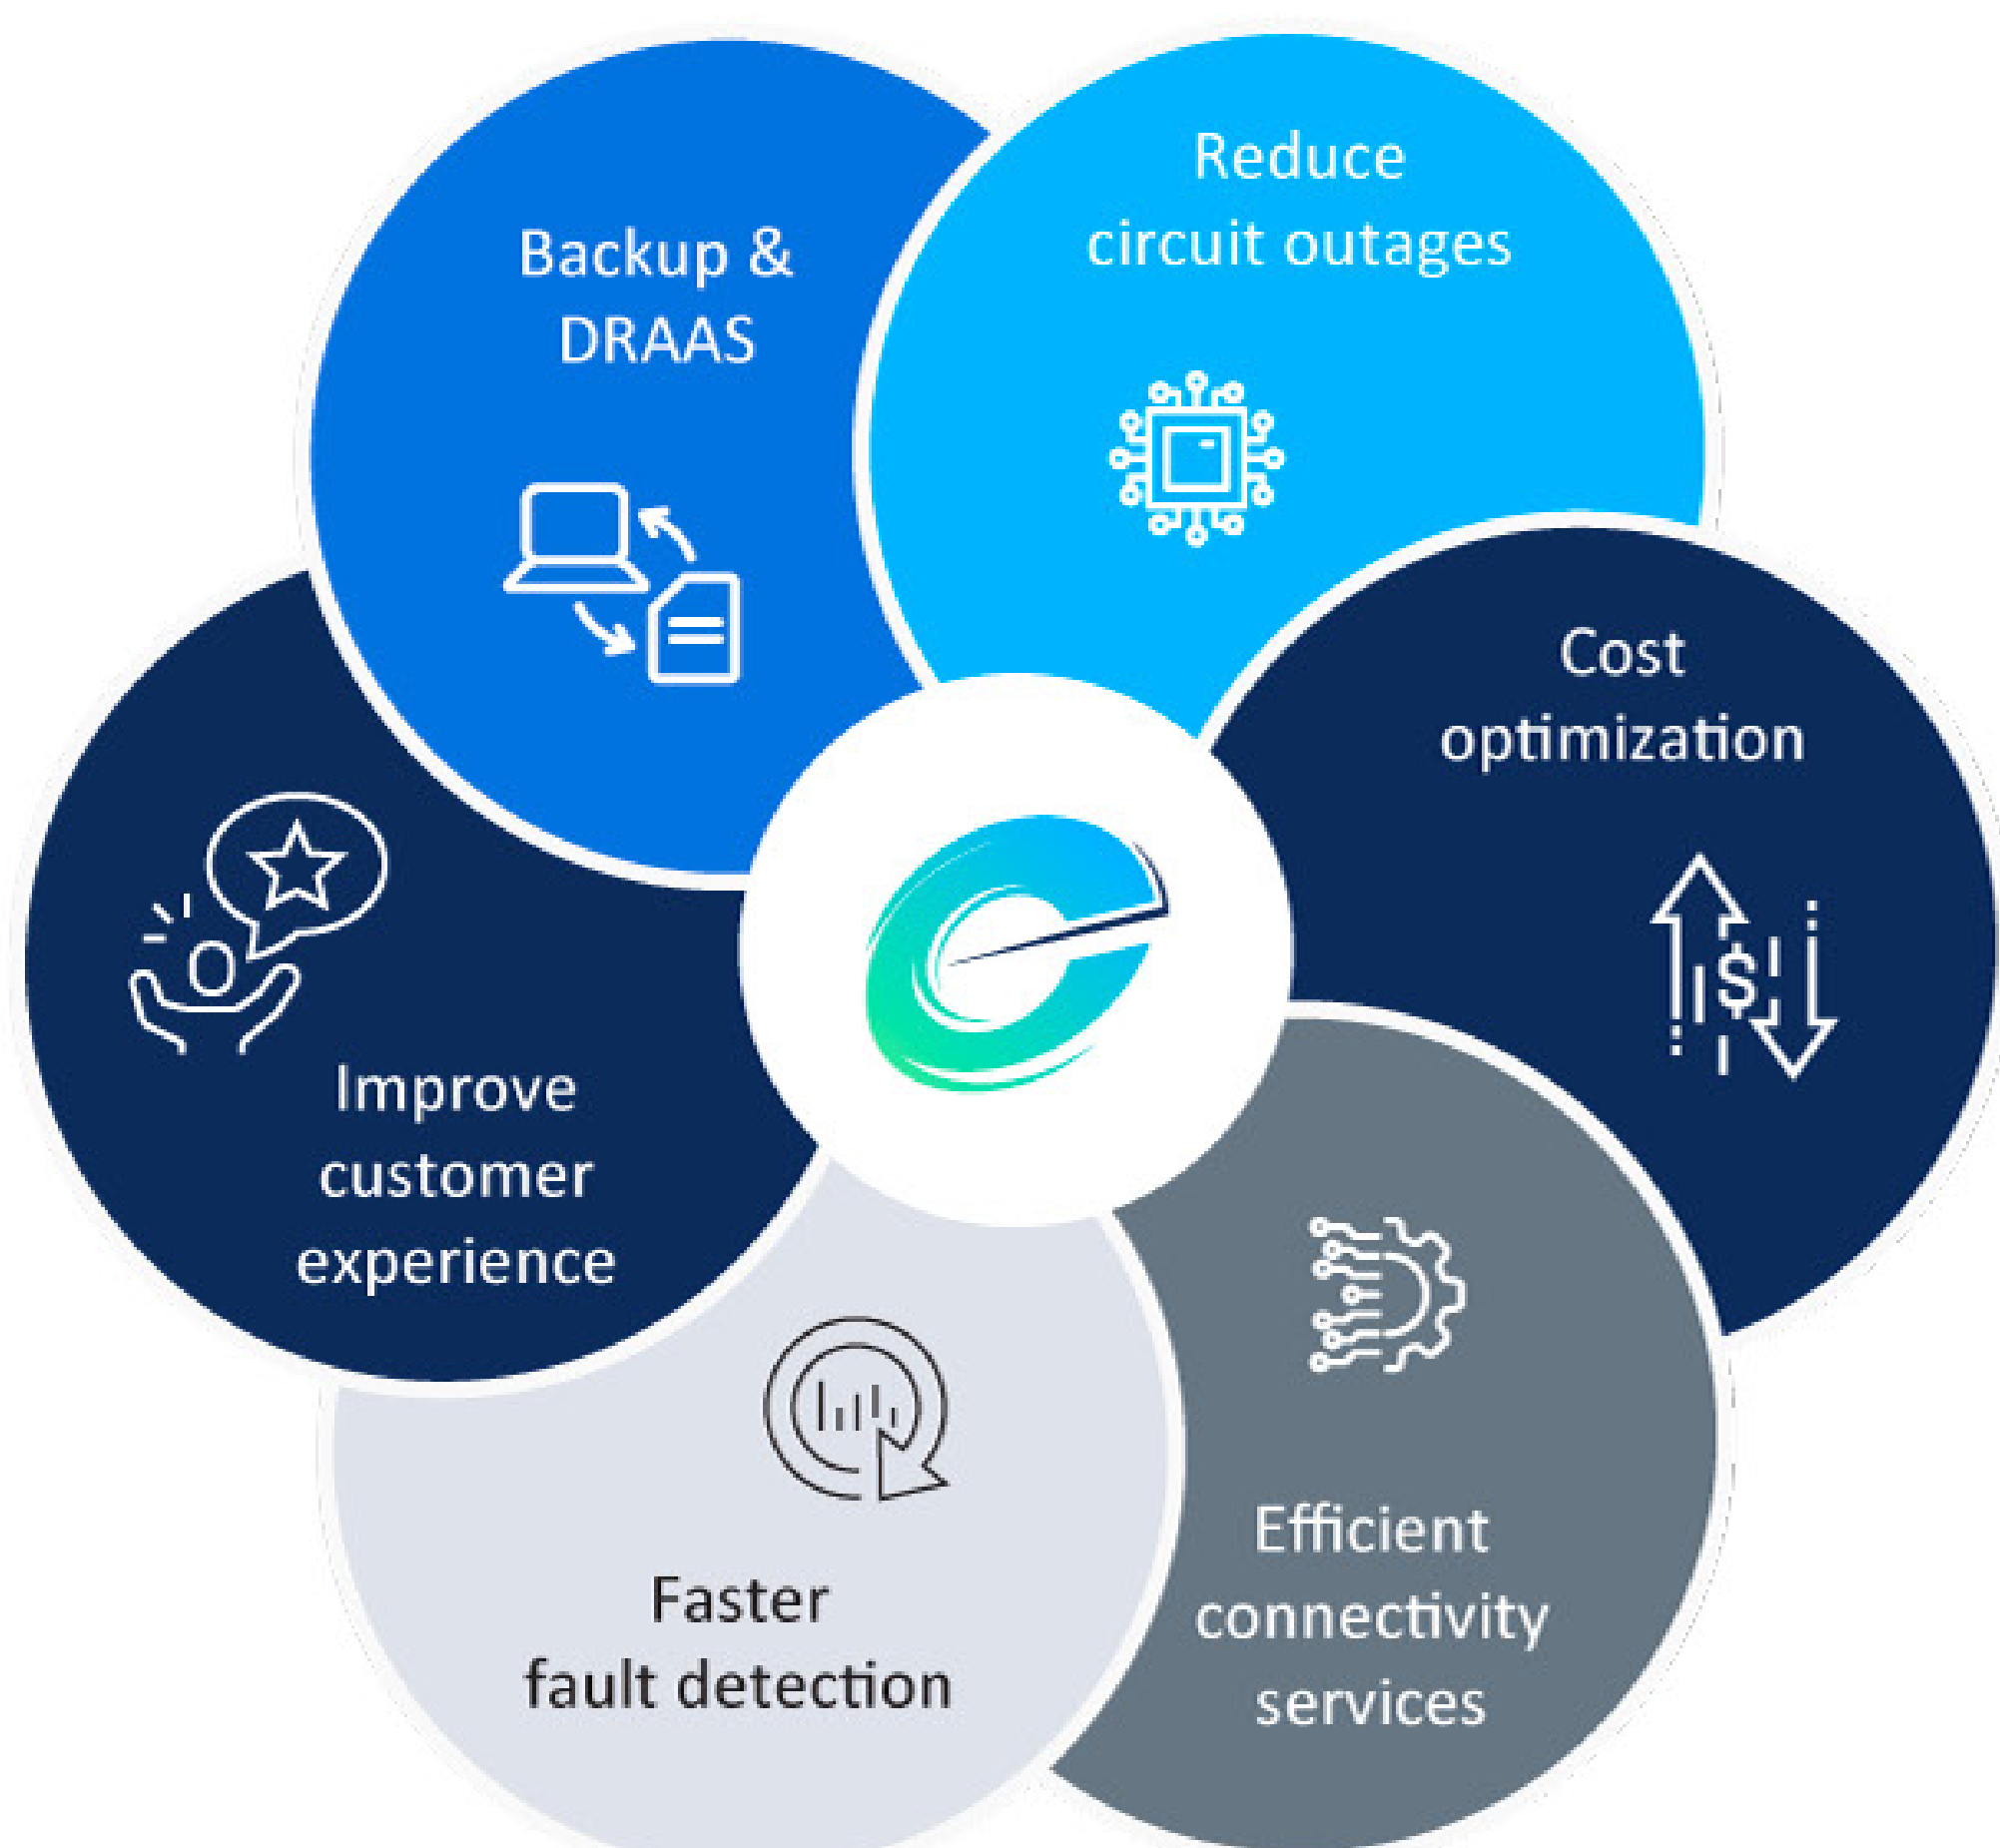 Backup &
DRAAS
Reduce
circuit outages
Cost
optimization
Improve
customer
experience
Faster
fault detection
Efficient
connectivity
services